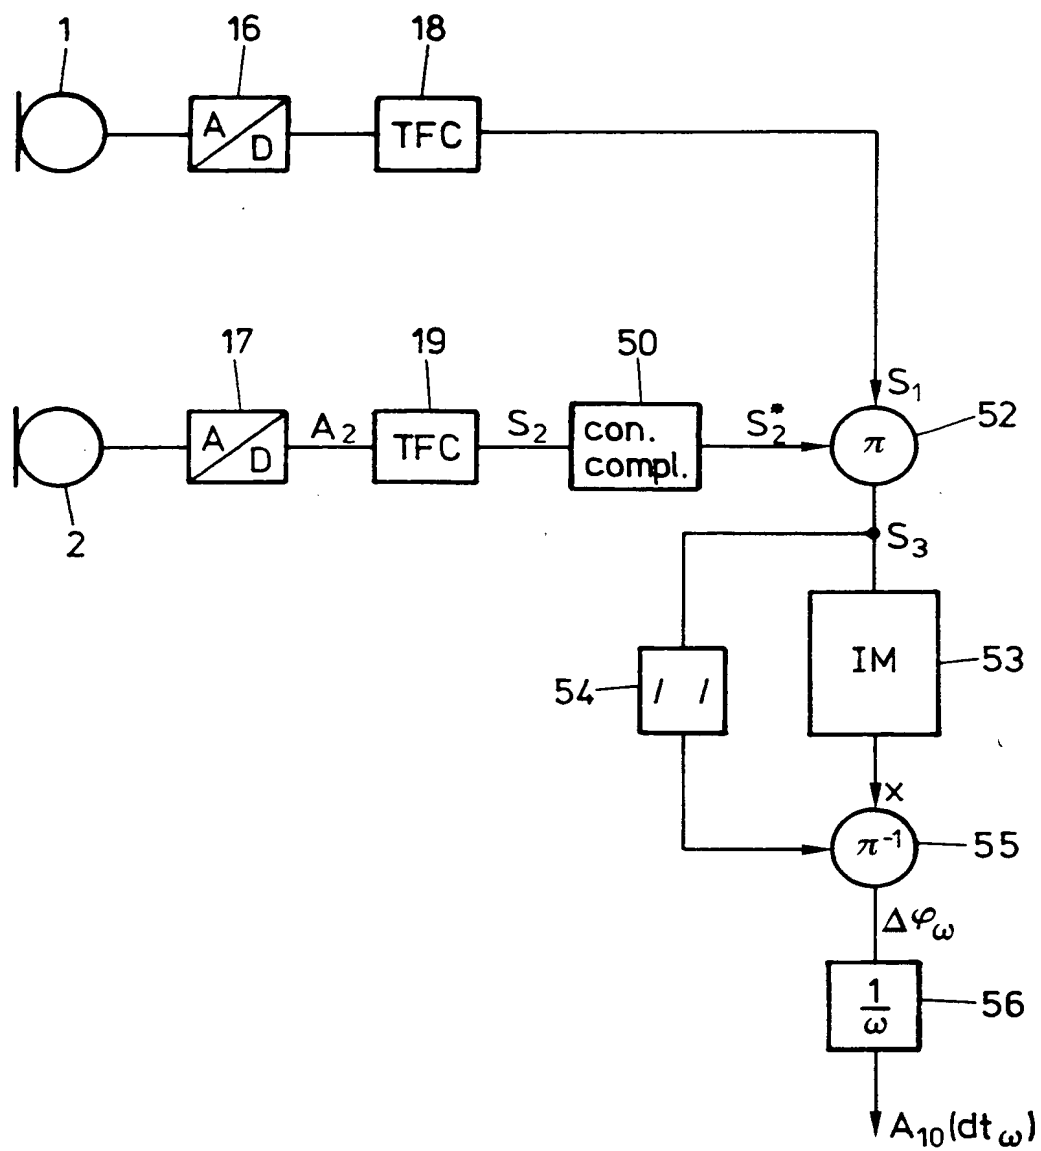 1
16
18
A
D
TFC
17
19
50
S1
52
A
D
A2
TFC
S2
con.
compl.
S2*
π
2
S3
IM
53
54
/ /
x
π-1
55
Δφω
1
ω
56
A10(dtω)